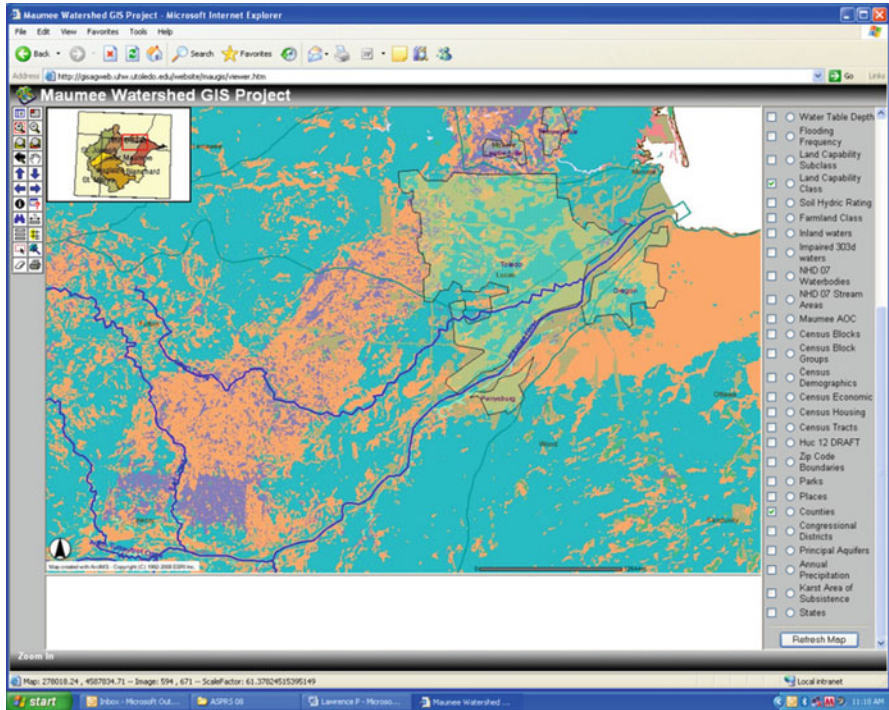 Maumee Watershed GIS Project - Microsoft Internet Explorer
File Edit View Favorites Tools Help
Back Search Favorites
Address http://gisagweb.uhw.utoledo.edu/website/maugis/viewer.htm Go Links
Maumee Watershed GIS Project
Toledo
Lucas
Oregon
Perrysburg
Wood
Ottawa
Sandusky
Map created with ArcIMS - Copyright (C) 1992-2008 ESRI Inc.
Water Table Depth
Flooding
Frequency
Land Capability
Subclass
Land Capability
Class
Soil Hydric Rating
Farmland Class
Inland waters
Impaired 303d
waters
NHD 07
Waterbodies
NHD 07 Stream
Areas
Maumee AOC
Census Blocks
Census Block
Groups
Census
Demographics
Census Economic
Census Housing
Census Tracts
Huc 12 DRAFT
Zip Code
Boundaries
Parks
Places
Counties
Congressional
Districts
Principal Aquifers
Annual
Precipitation
Karst Area of
Subsistence
States
Refresh Map
Zoom In
Map: 278018.24 , 4587834.71 -- Image: 594 , 671 -- ScaleFactor: 61.37824515395149
Local intranet
start Inbox - Microsoft Out... ASPRS 08 Lawrence P - Microso... Maumee Watershed ... 11:18 AM